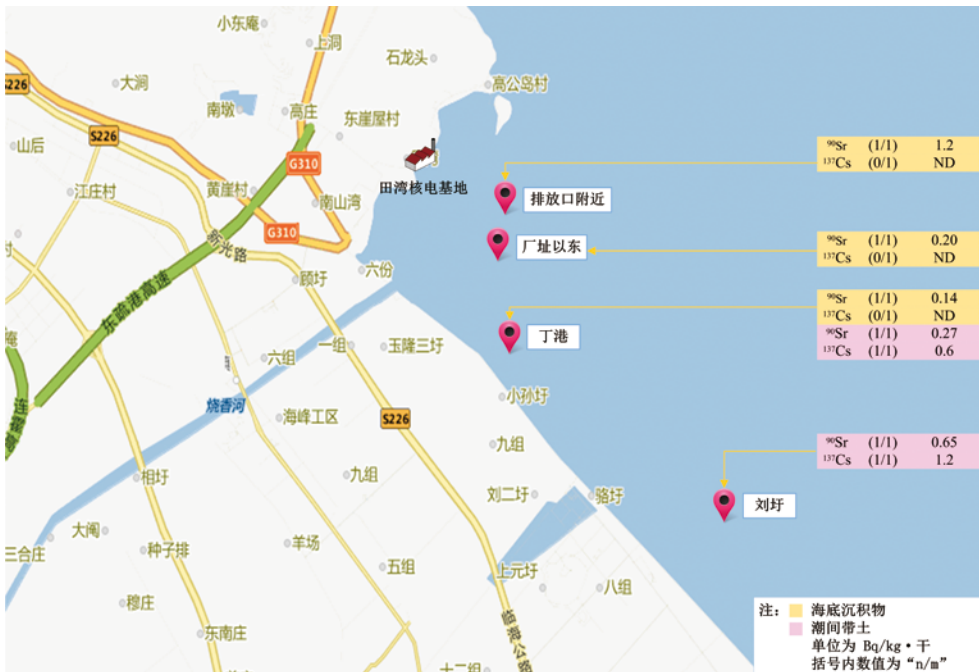 小东庵
上洞
石龙头
S226
大涧
高公岛村
南墩
高庄
东崖屋村
S226
山后
G310
田湾核电基地
江庄村
黄崖村
南山湾
G310
新光路
六份
顾圩
东疏港高速
一组
玉隆三圩
六组
烧香河
小孙圩
海峰工区
S226
九组
九组
相圩
刘二圩
骆圩
大阄
三合庄
种子排
羊场
五组
上元圩
八组
穆庄
东南庄
临海公路
十二组
排放口附近
⁹⁰Sr (1/1) 1.2
¹³⁷Cs (0/1) ND
厂址以东
⁹⁰Sr (1/1) 0.20
¹³⁷Cs (0/1) ND
丁港
⁹⁰Sr (1/1) 0.14
¹³⁷Cs (0/1) ND
⁹⁰Sr (1/1) 0.27
¹³⁷Cs (1/1) 0.6
刘圩
⁹⁰Sr (1/1) 0.65
¹³⁷Cs (1/1) 1.2
注: 海底沉积物
潮间带土
单位为 Bq/kg·干
括号内数值为“n/m”